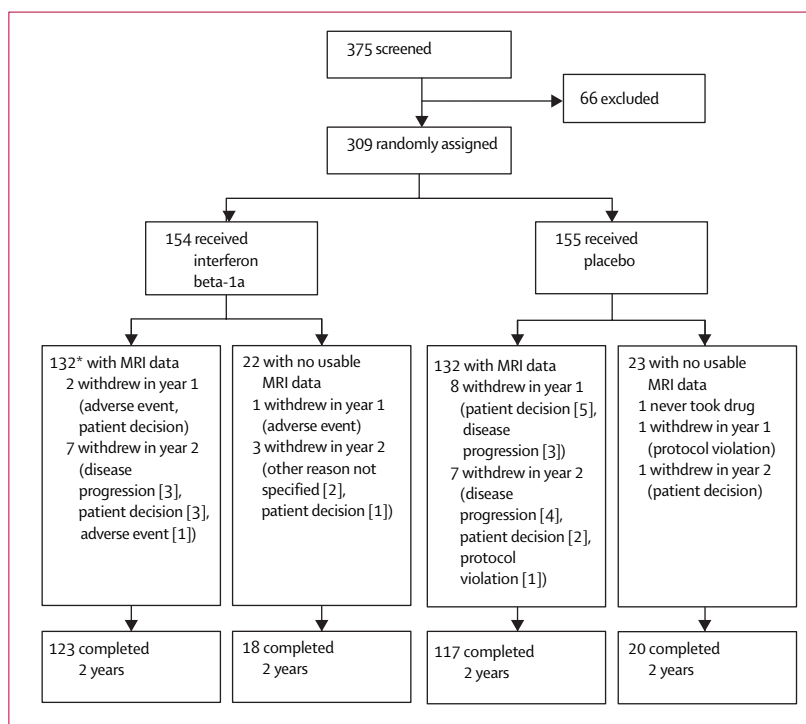 375 screened
66 excluded
309 randomly assigned
154 received
interferon
beta-1a
155 received
placebo
132* with MRI data
2 withdrew in year 1
(adverse event,
patient decision)
7 withdrew in year 2
(disease
progression [3],
patient decision [3],
adverse event [1])
22 with no usable
MRI data
1 withdrew in year 1
(adverse event)
3 withdrew in year 2
(other reason not
specified [2],
patient decision [1])
132 with MRI data
8 withdrew in year 1
(patient decision [5],
disease
progression [3])
7 withdrew in year 2
(disease
progression [4],
patient decision [2],
protocol
violation [1])
23 with no usable
MRI data
1 never took drug
1 withdrew in year 1
(protocol violation)
1 withdrew in year 2
(patient decision)
123 completed
2 years
18 completed
2 years
117 completed
2 years
20 completed
2 years